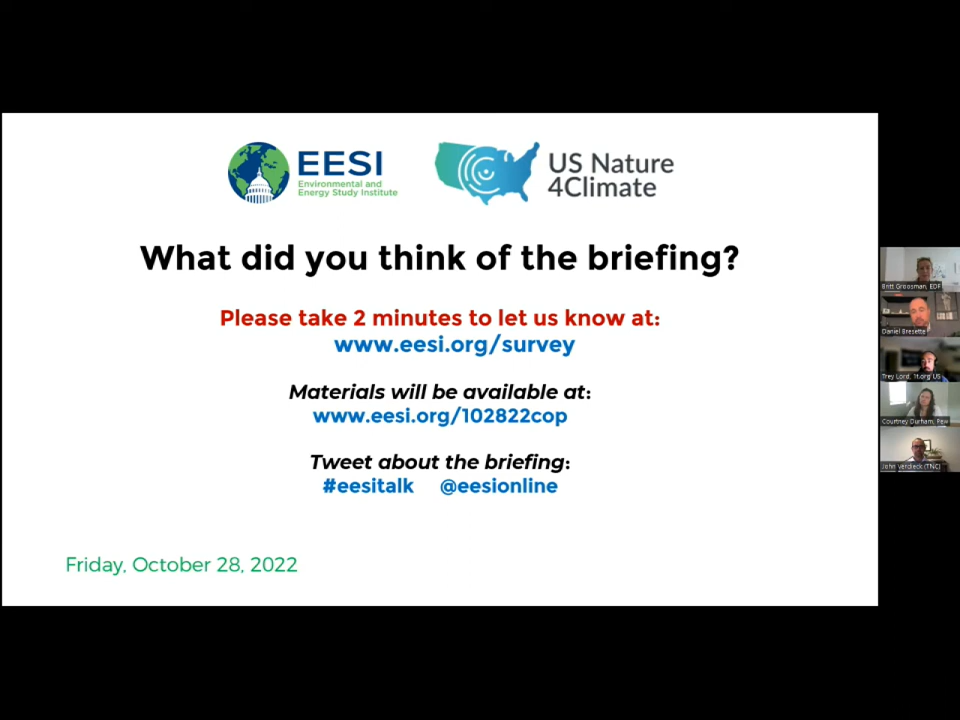 EESI
Environmental and
Energy Study Institute
US Nature
4Climate
What did you think of the briefing?
Please take 2 minutes to let us know at:
www.eesi.org/survey
Materials will be available at:
www.eesi.org/102822cop
Tweet about the briefing:
#eesitalk @eesionline
Friday, October 28, 2022
Britt Groosman, EDF
Daniel Bresette
Trey Lord, 1t.org US
Courtney Durham, Pew
John Verdieck (TNC)